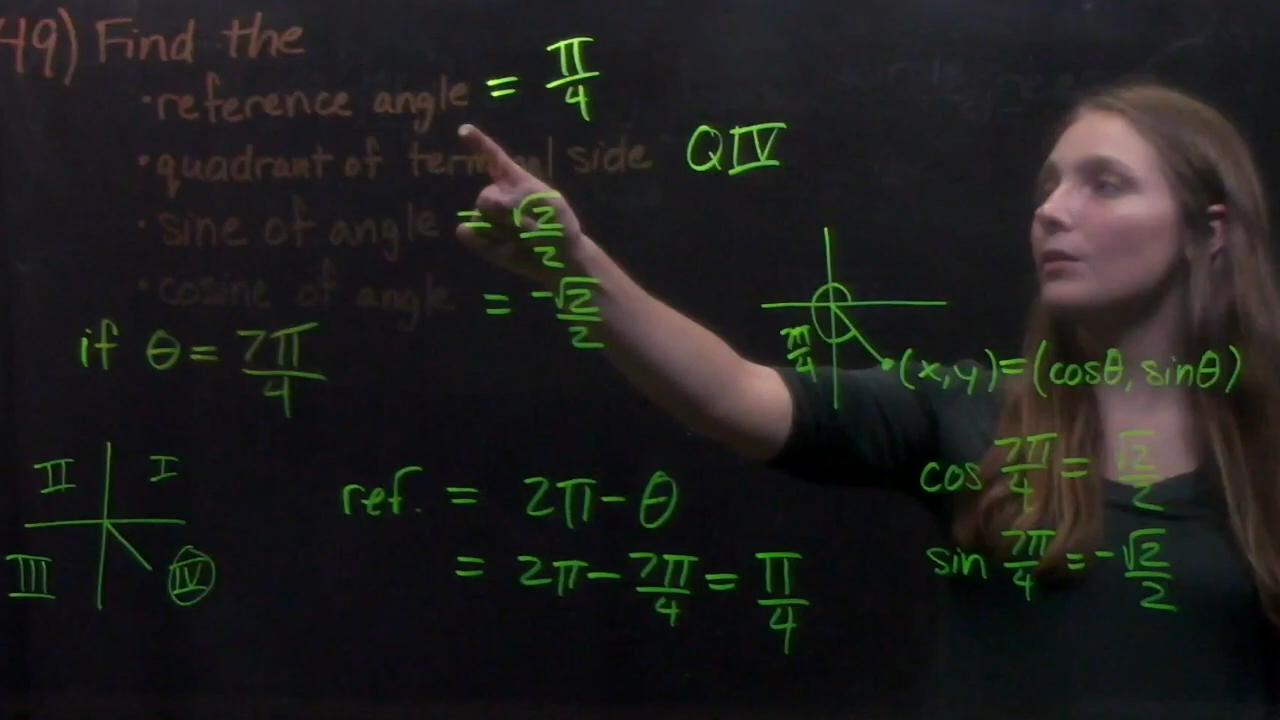 49) Find the
·reference angle = π/4
·quadrant of terminal side QIV
·sine of angle = √2/2
·cosine of angle = -√2/2
if θ = 7π/4
π/4
(x,y)=(cosθ, sinθ)
II I
III IV
ref. = 2π-θ
= 2π-7π/4 = π/4
cos 7π/4 = √2/2
sin 7π/4 = -√2/2